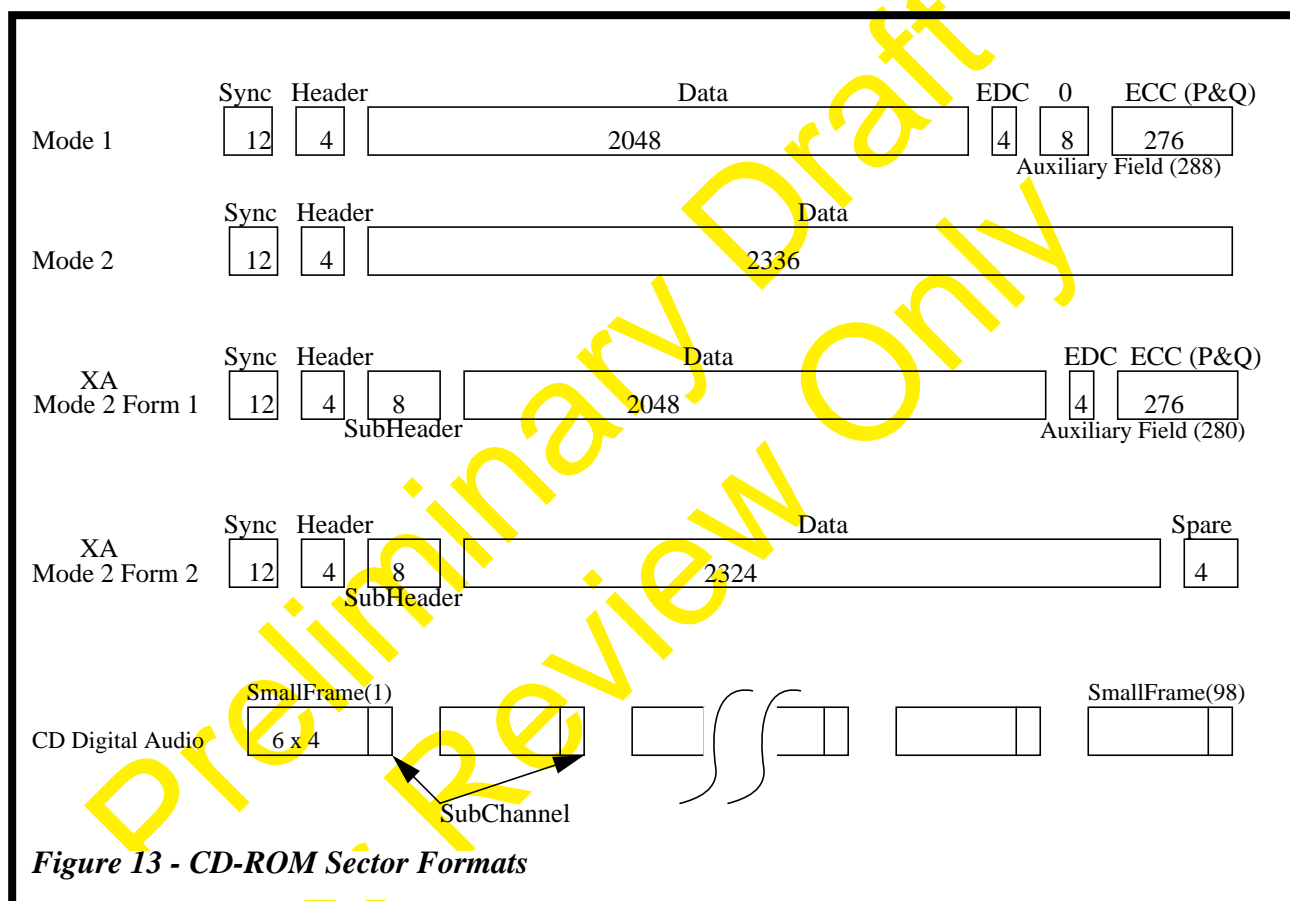 Sync Header Data EDC 0 ECC (P&Q)
Mode 1 12 4 2048 4 8 276
Auxiliary Field (288)
Sync Header Data
Mode 2 12 4 2336
Sync Header Data EDC ECC (P&Q)
XA
Mode 2 Form 1 12 4 8 2048 4 276
SubHeader Auxiliary Field (280)
Sync Header Data Spare
XA
Mode 2 Form 2 12 4 8 2324 4
SubHeader
SmallFrame(1) SmallFrame(98)
CD Digital Audio 6 x 4
SubChannel
Figure 13 - CD-ROM Sector Formats
Preliminary Draft
Review Only